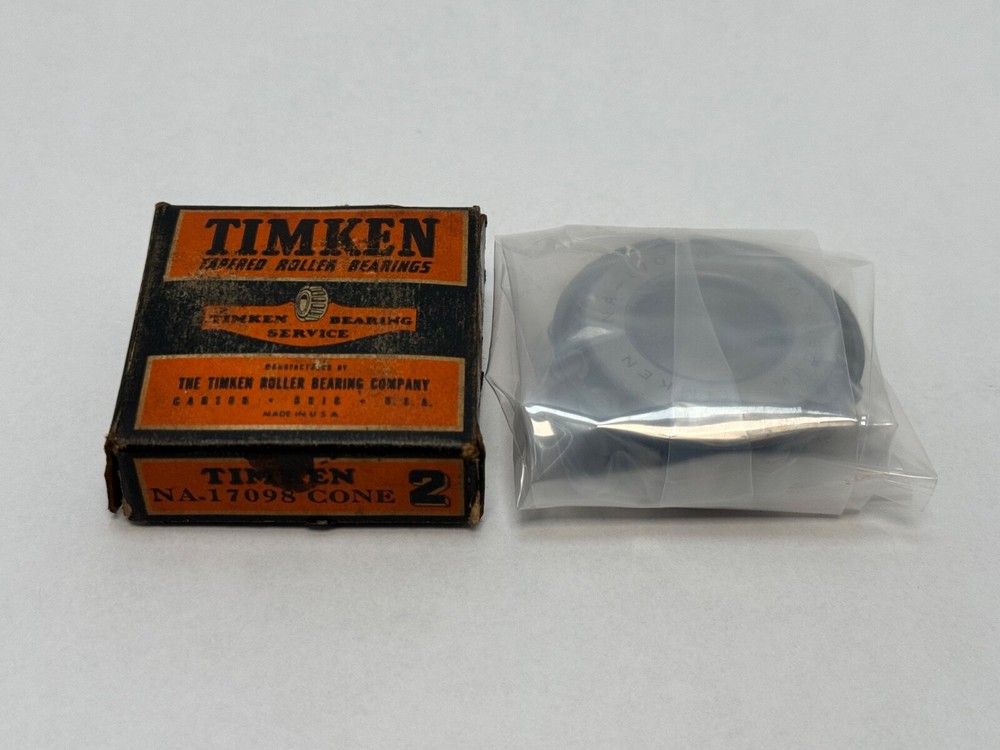 TIMKEN
TAPERED ROLLER BEARINGS
TIMKEN BEARING
SERVICE
MANUFACTURED BY
THE TIMKEN ROLLER BEARING COMPANY
CANTON • OHIO • U.S.A.
MADE IN U.S.A.
TIMKEN
NA-17098 CONE 2